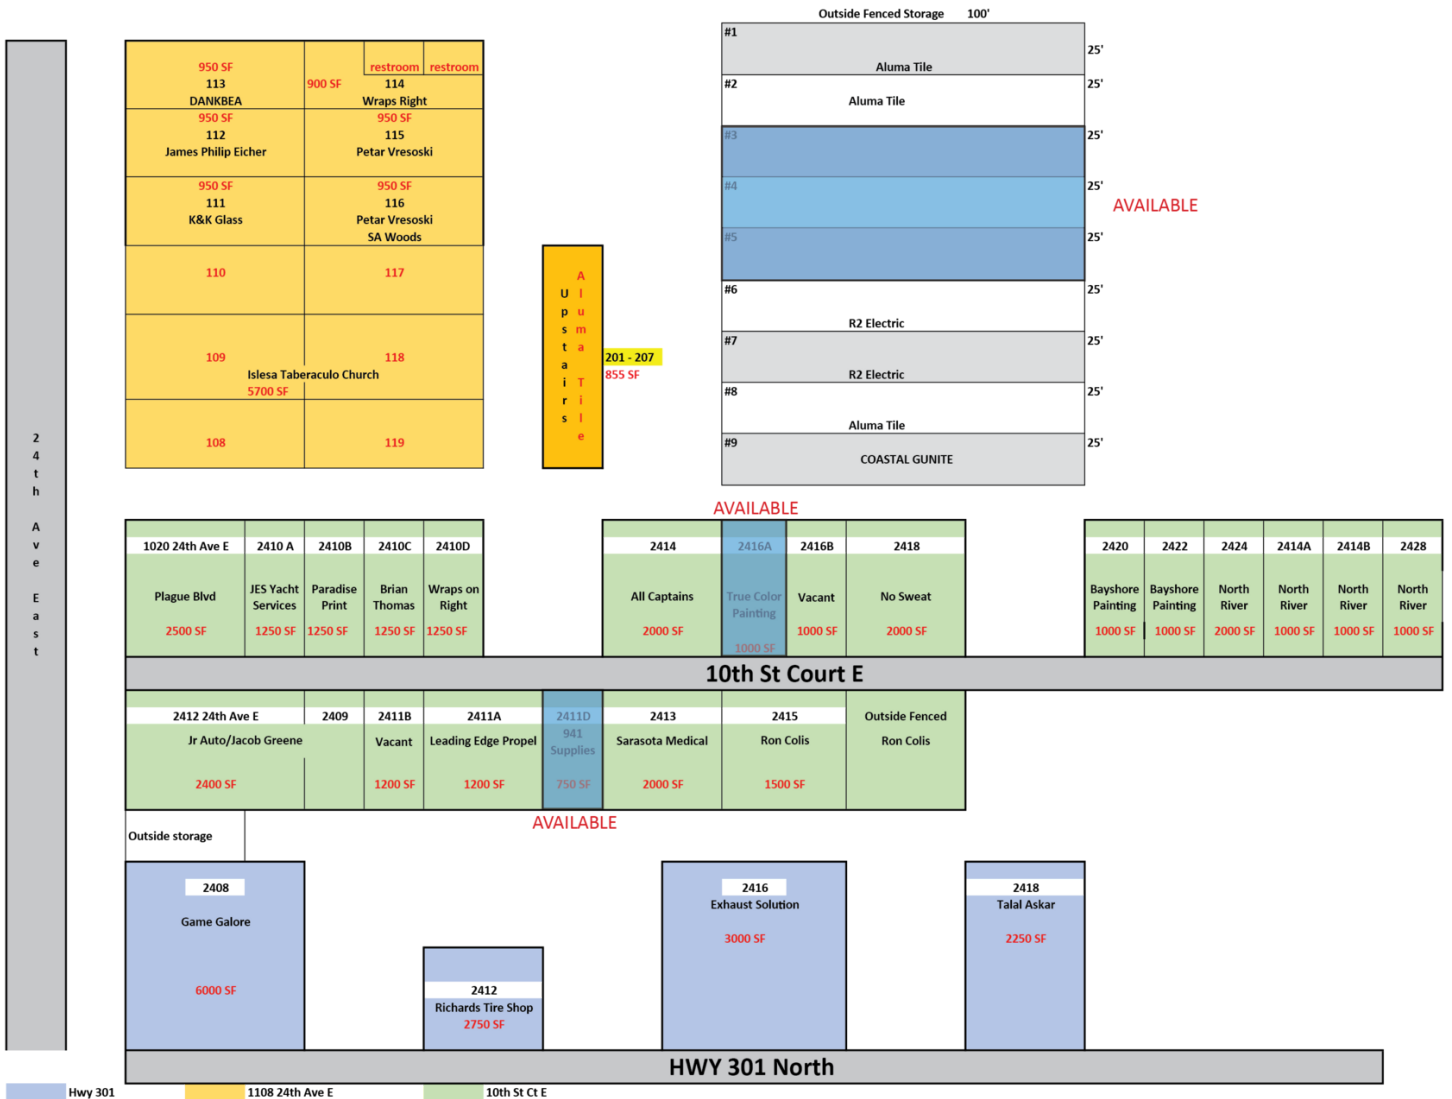 Outside Fenced Storage 100'
#1
25'
Aluma Tile
#2
25'
Aluma Tile
#3
25'
#4
25'
AVAILABLE
#5
25'
#6
25'
R2 Electric
#7
25'
R2 Electric
#8
25'
Aluma Tile
#9
25'
COASTAL GUNITE
950 SF
113
DANKBEA
900 SF
restroom
restroom
114
Wraps Right
950 SF
112
James Philip Eicher
950 SF
115
Petar Vresoski
950 SF
111
K&K Glass
950 SF
116
Petar Vresoski
SA Woods
110
117
109
118
Islesa Taberaculo Church
5700 SF
108
119
Upstairs
Aluma Tile
201 - 207
855 SF
24th Ave East
AVAILABLE
1020 24th Ave E
Plague Blvd
2500 SF
2410 A
JES Yacht
Services
1250 SF
2410B
Paradise
Print
1250 SF
2410C
Brian
Thomas
1250 SF
2410D
Wraps on
Right
1250 SF
2414
All Captains
2000 SF
2416A
True Color
Painting
1000 SF
2416B
Vacant
1000 SF
2418
No Sweat
2000 SF
2420
Bayshore
Painting
1000 SF
2422
Bayshore
Painting
1000 SF
2424
North
River
2000 SF
2414A
North
River
1000 SF
2414B
North
River
1000 SF
2428
North
River
1000 SF
10th St Court E
2412 24th Ave E
Jr Auto/Jacob Greene
2400 SF
2409
2411B
Vacant
1200 SF
2411A
Leading Edge Propel
1200 SF
2411D
941
Supplies
750 SF
2413
Sarasota Medical
2000 SF
2415
Ron Colis
1500 SF
Outside Fenced
Ron Colis
AVAILABLE
Outside storage
2408
Game Galore
6000 SF
2412
Richards Tire Shop
2750 SF
2416
Exhaust Solution
3000 SF
2418
Talal Askar
2250 SF
HWY 301 North
Hwy 301
1108 24th Ave E
10th St Ct E